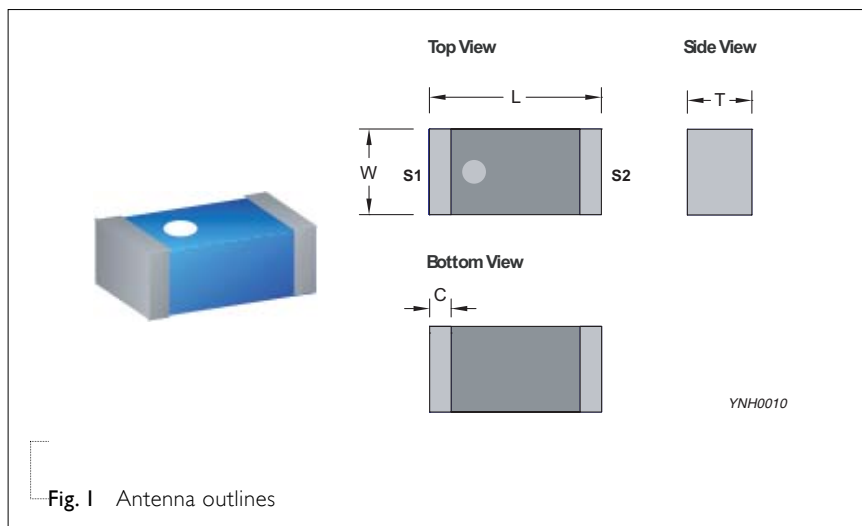 Top View Side View
L
T
W
S1 S2
Bottom View
C
YNH0010
Fig. 1 Antenna outlines